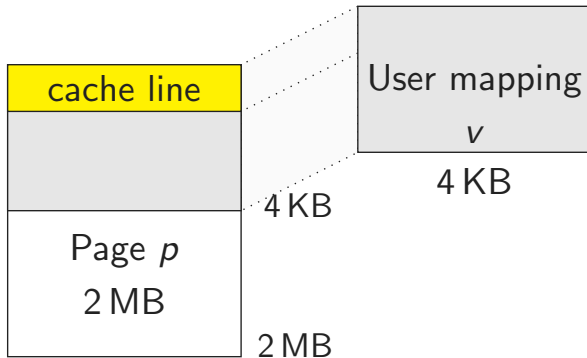 cache line
User mapping
v
4 KB
4 KB
Page p
2 MB
2 MB